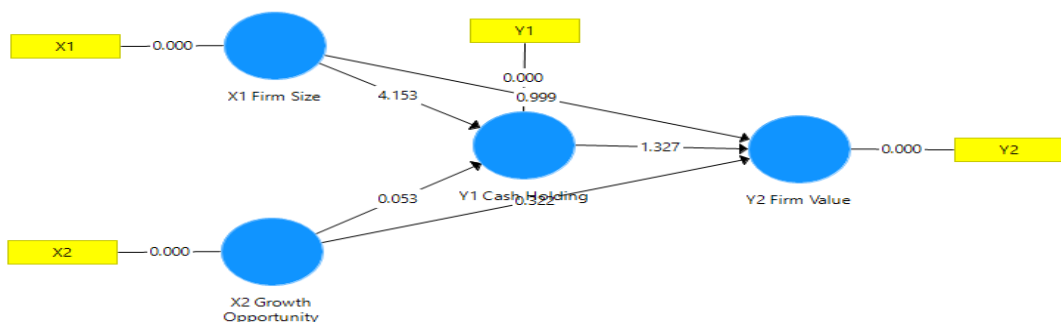 Y1
X1
0.000
X1 Firm Size
0.000
4.153
0.999
1.327
0.000
Y2
Y1 Cash Holding
Y2 Firm Value
0.053
0.322
X2
0.000
X2 Growth
Opportunity